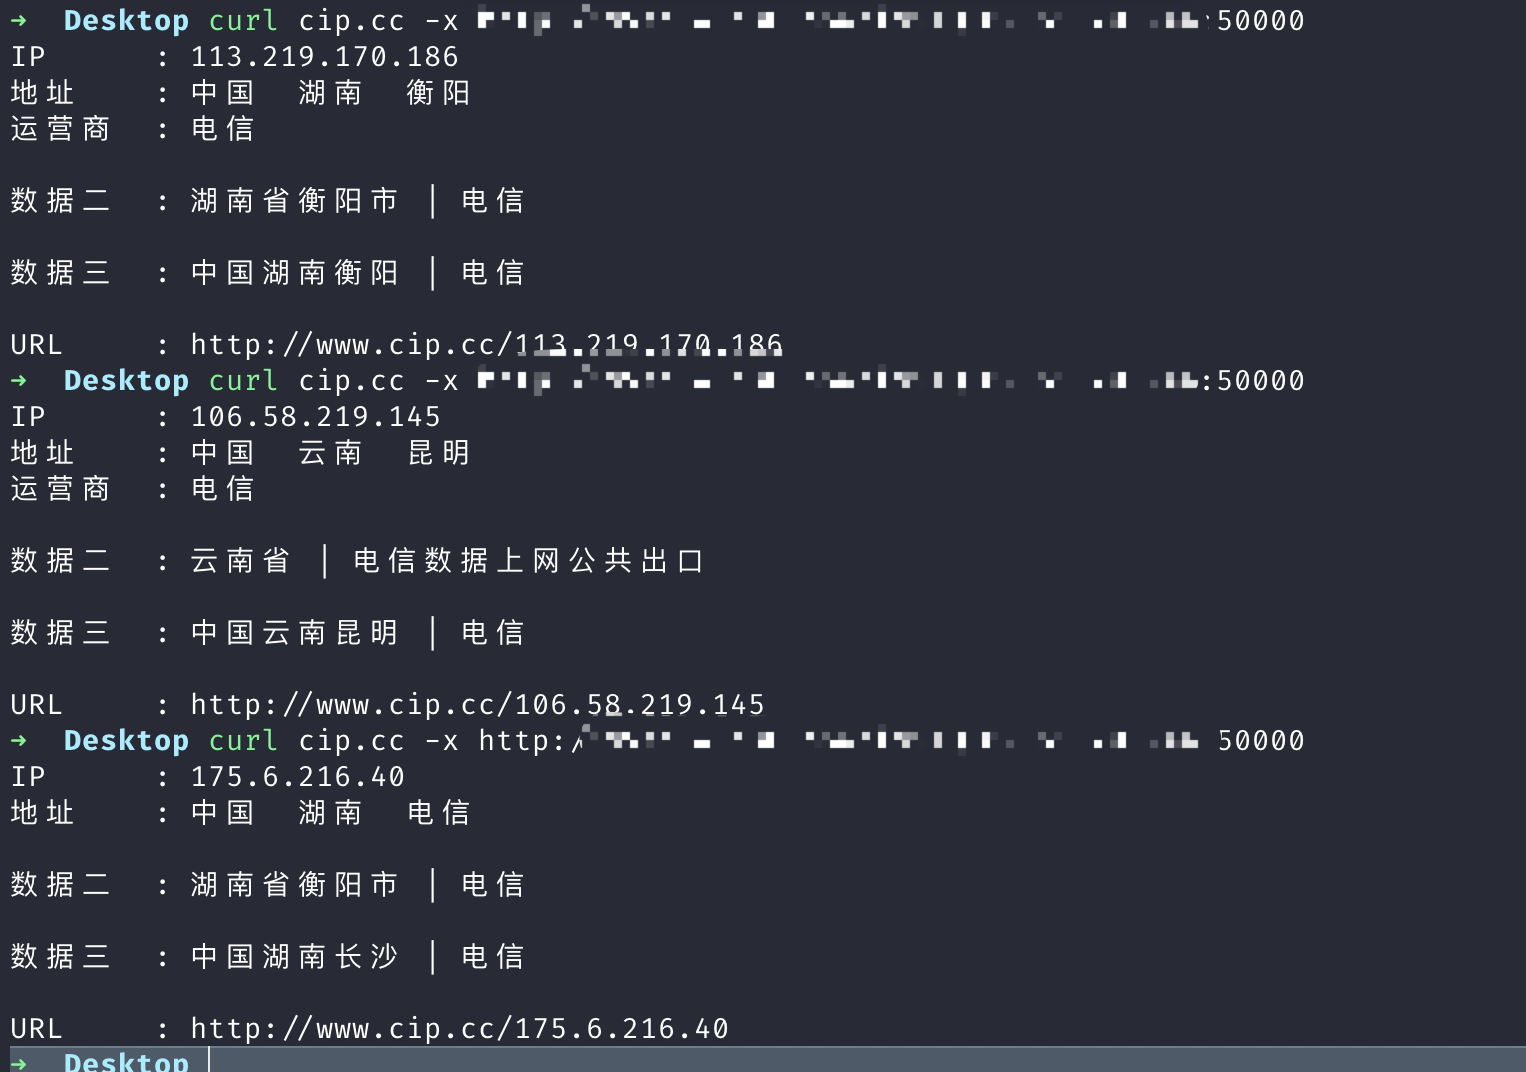 ➜ Desktop curl cip.cc -x :50000
IP : 113.219.170.186
地址 : 中国 湖南 衡阳
运营商 : 电信
数据二 : 湖南省衡阳市 | 电信
数据三 : 中国湖南衡阳 | 电信
URL : http://www.cip.cc/113.219.170.186
➜ Desktop curl cip.cc -x :50000
IP : 106.58.219.145
地址 : 中国 云南 昆明
运营商 : 电信
数据二 : 云南省 | 电信数据上网公共出口
数据三 : 中国云南昆明 | 电信
URL : http://www.cip.cc/106.58.219.145
➜ Desktop curl cip.cc -x http:/ 50000
IP : 175.6.216.40
地址 : 中国 湖南 电信
数据二 : 湖南省衡阳市 | 电信
数据三 : 中国湖南长沙 | 电信
URL : http://www.cip.cc/175.6.216.40
➜ Desktop